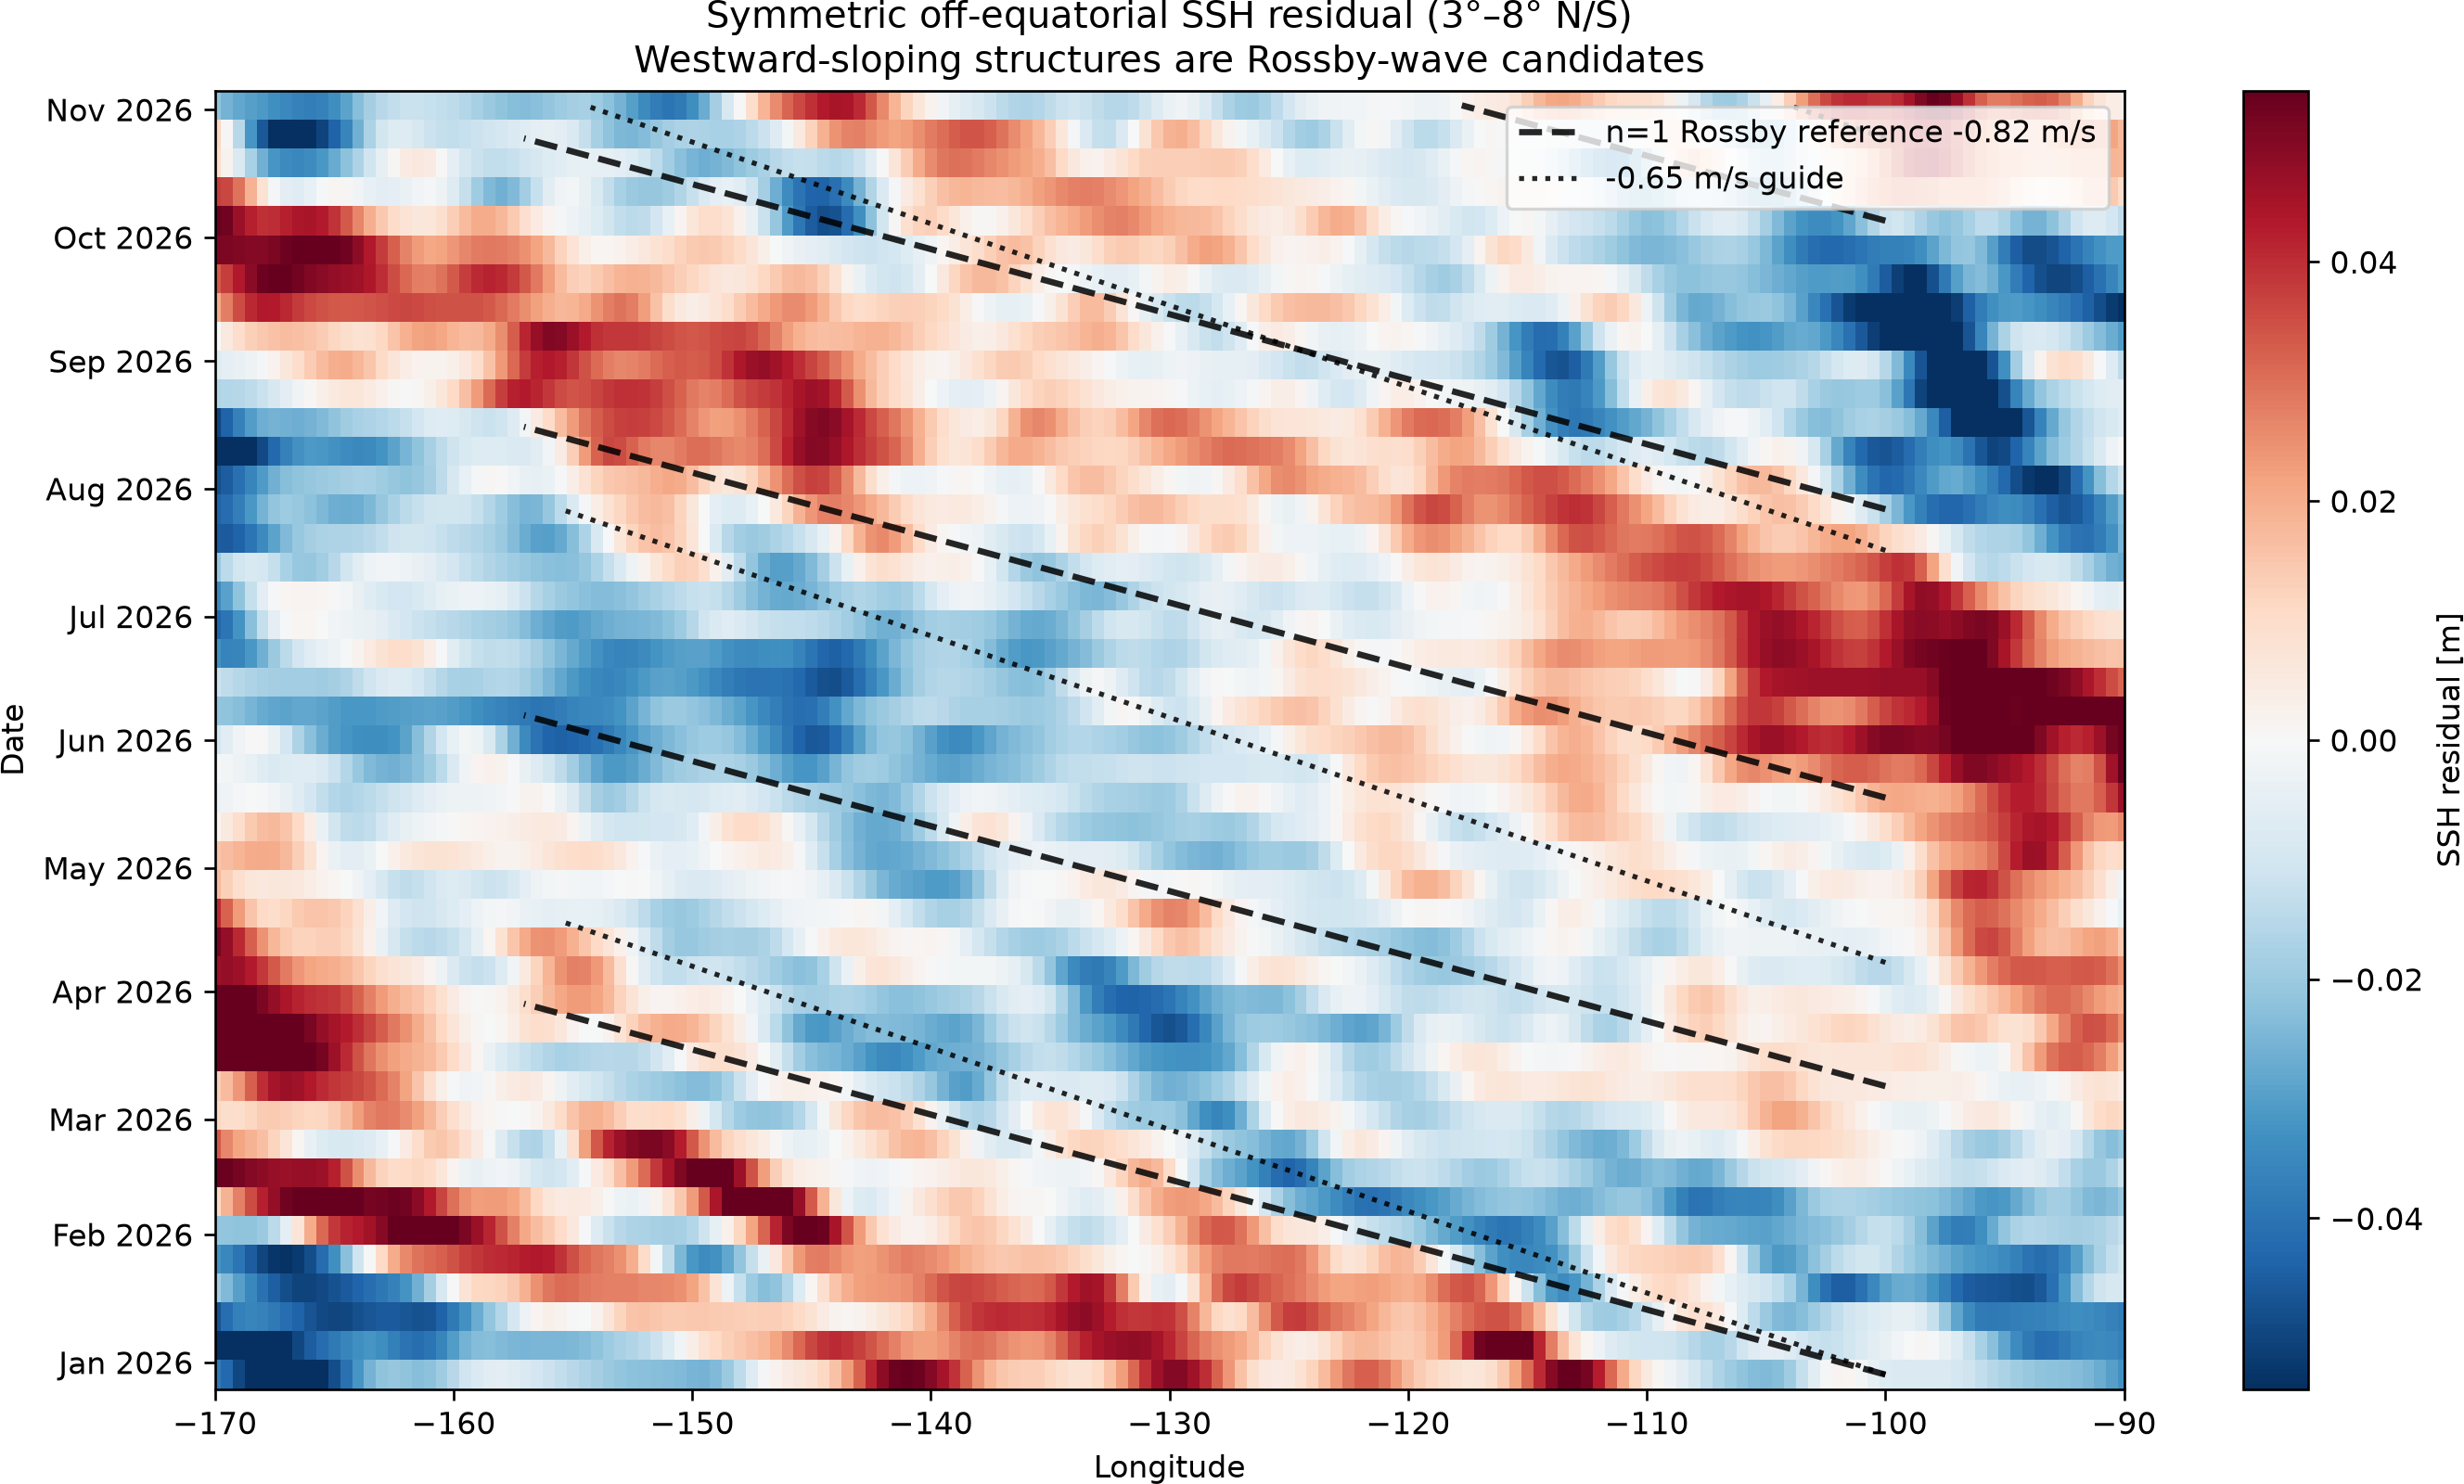 Symmetric off-equatorial SSH residual (3°–8° N/S)
Westward-sloping structures are Rossby-wave candidates
n=1 Rossby reference -0.82 m/s
-0.65 m/s guide
Date
Nov 2026
Oct 2026
Sep 2026
Aug 2026
Jul 2026
Jun 2026
May 2026
Apr 2026
Mar 2026
Feb 2026
Jan 2026
−170
−160
−150
−140
−130
−120
−110
−100
−90
Longitude
0.04
0.02
0.00
−0.02
−0.04
SSH residual [m]